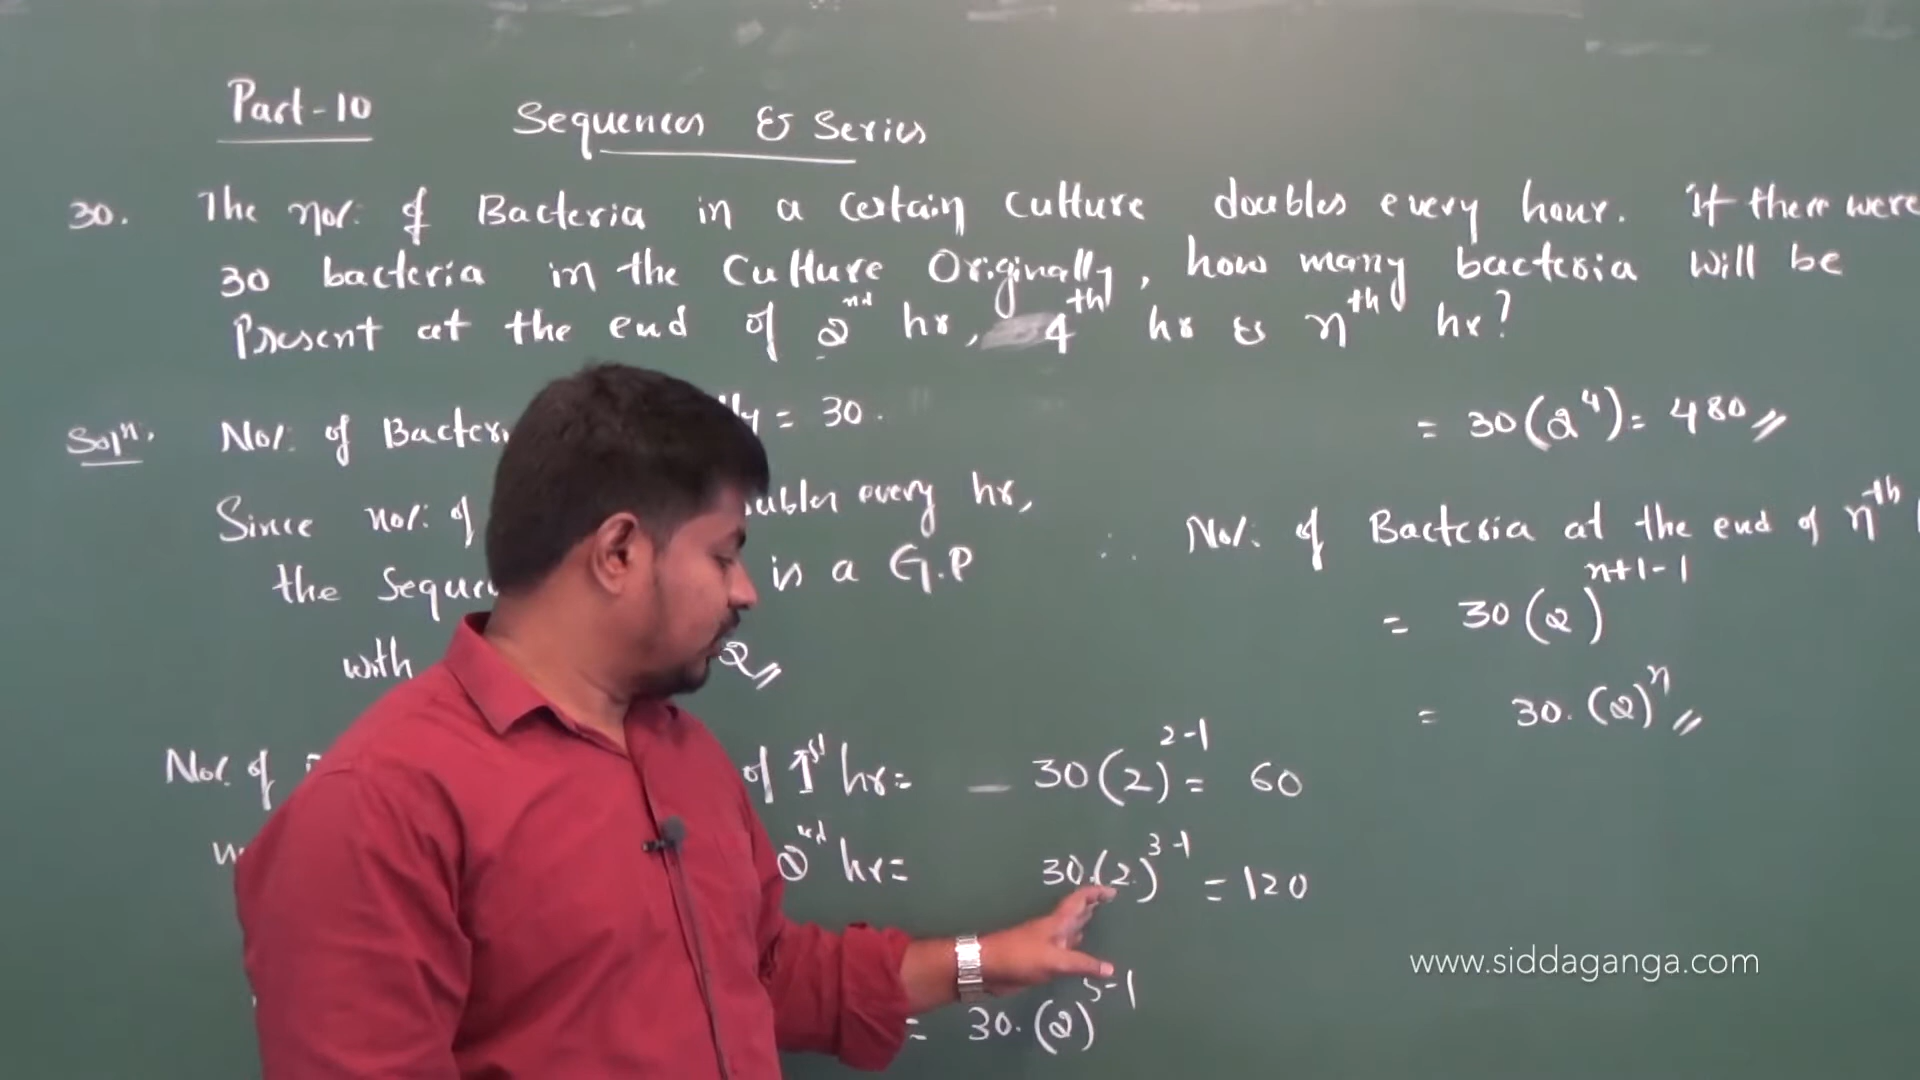 Part-10 Sequences & Series
30. The no/: of Bacteria in a certain culture doubles every hour. If there were
30 bacteria in the Culture Originally, how many bacteria will be
Present at the end of 2nd hr, 4th hr & nth hr?
Soln. No/: of = 30.
Since no/: of every hr,
the is a G.P
with 2//
No/. of of 1st hr = 30(2)^2-1 = 60
2nd hr = 30.(2)^3-1 = 120
= 30.(2)^5-1
= 30(2^4) = 480//
∴ No/: of Bacteria at the end of nth
= 30(2)^n+1-1
= 30.(2)^n//
www.siddaganga.com